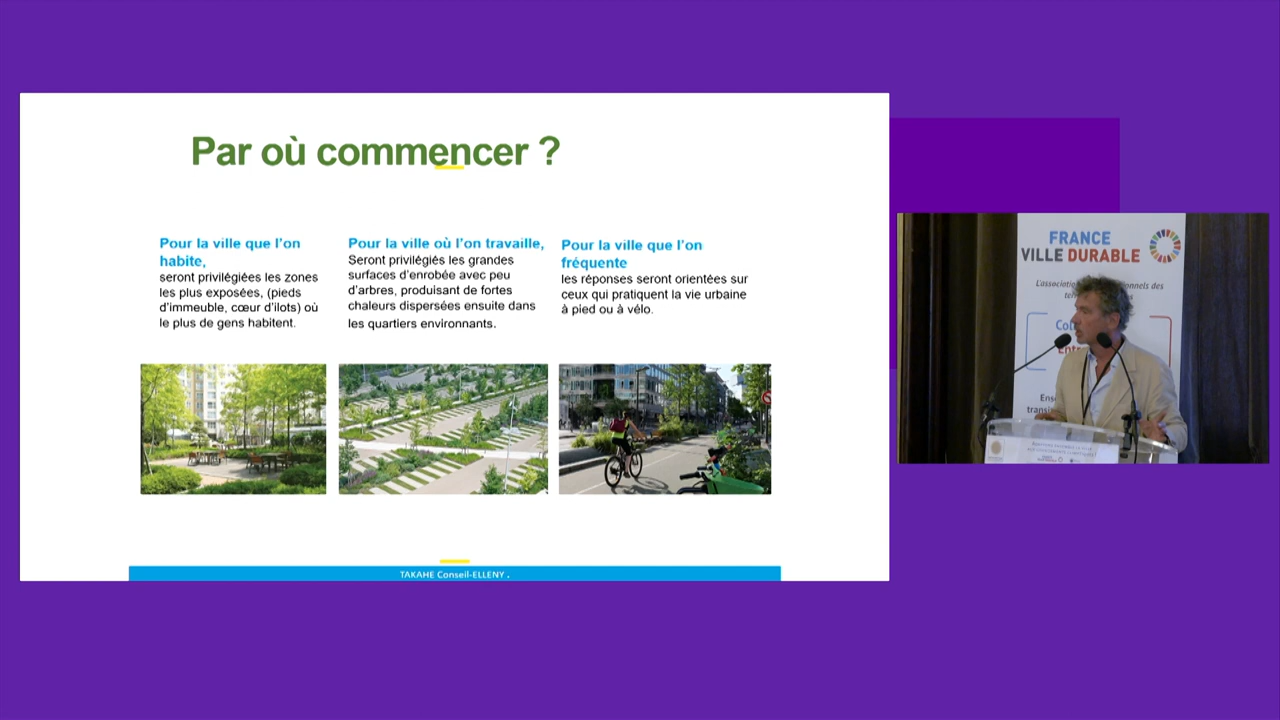 Par où commencer ?
Pour la ville que l'on
habite,
seront privilégiées les zones
les plus exposées, (pieds
d'immeuble, cœur d'ilots) où
le plus de gens habitent.
Pour la ville où l'on travaille,
Seront privilégiés les grandes
surfaces d'enrobée avec peu
d'arbres, produisant de fortes
chaleurs dispersées ensuite dans
les quartiers environnants.
Pour la ville que l'on
fréquente
les réponses seront orientées sur
ceux qui pratiquent la vie urbaine
à pied ou à vélo.
TAKAHE Conseil-ELLENY .
FRANCE
VILLE DURABLE